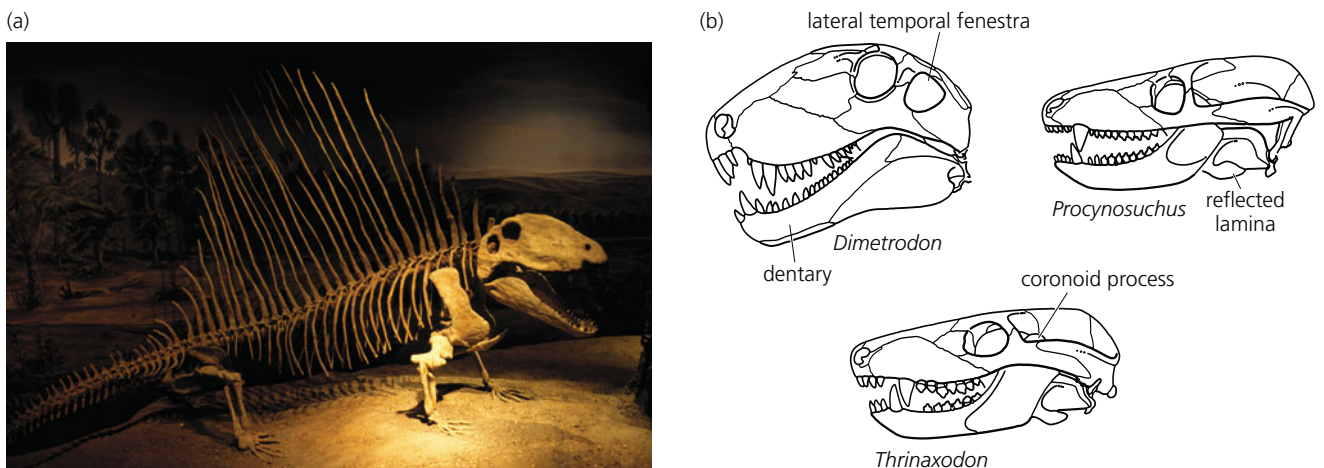 (a)
(b)
lateral temporal fenestra
Procynosuchus
reflected
lamina
Dimetrodon
dentary
coronoid process
Thrinaxodon